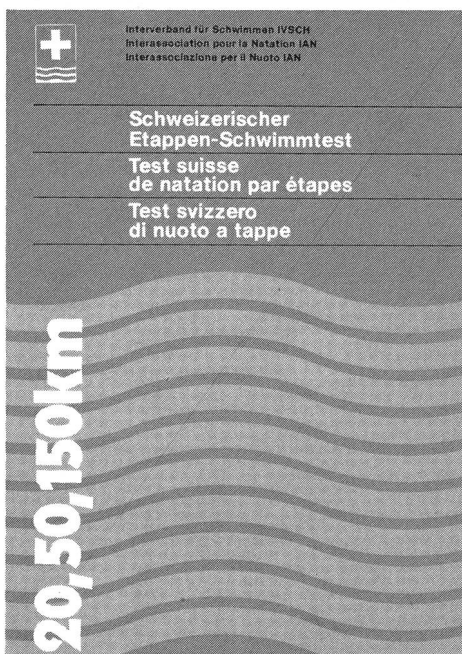 Interverband für Schwimmen IVSCH
Interassociation pour la Natation IAN
Interassociazione per il Nuoto IAN
Schweizerischer
Etappen-Schwimmtest
Test suisse
de natation par étapes
Test svizzero
di nuoto a tappe
20,50,150km